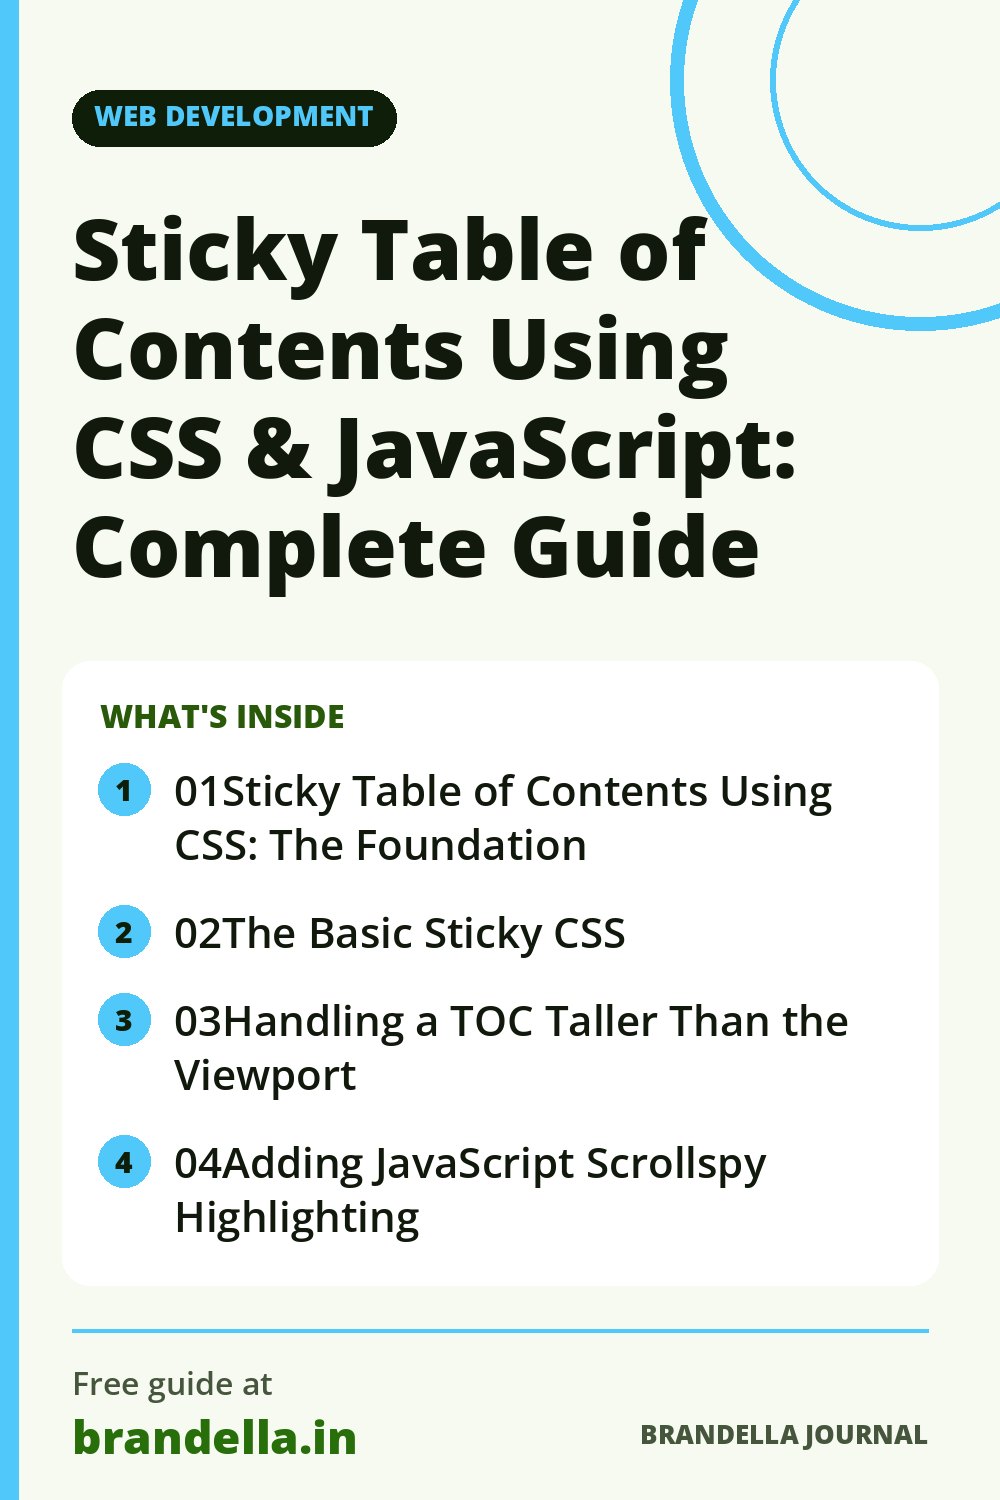 WEB DEVELOPMENT
Sticky Table of
Contents Using
CSS & JavaScript:
Complete Guide
WHAT'S INSIDE
1 01Sticky Table of Contents Using
CSS: The Foundation
2 02The Basic Sticky CSS
3 03Handling a TOC Taller Than the
Viewport
4 04Adding JavaScript Scrollspy
Highlighting
Free guide at
brandella.in
BRANDELLA JOURNAL